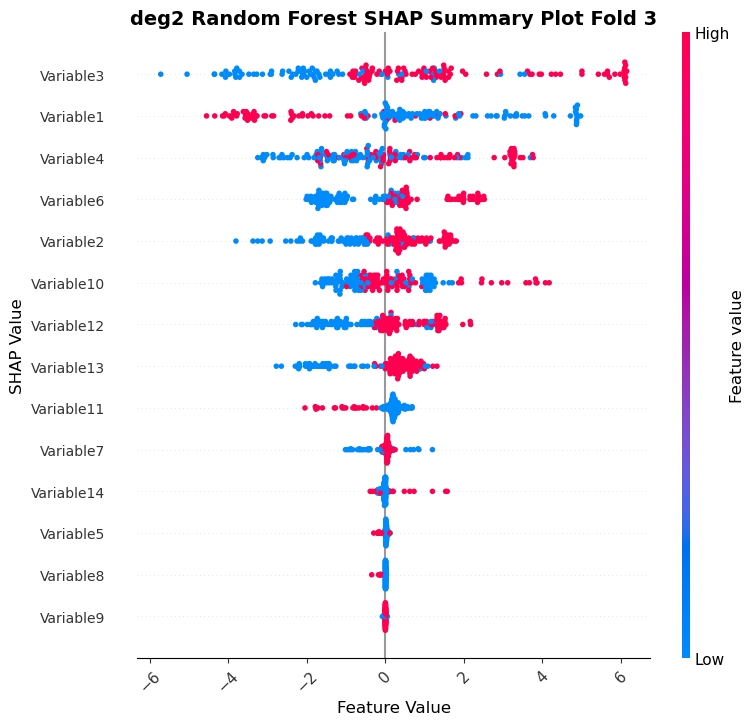 deg2 Random Forest SHAP Summary Plot Fold 3
High
Variable3
Variable1
Variable4
Variable6
Variable2
Variable10
Variable12
Variable13
Variable11
Variable7
Variable14
Variable5
Variable8
Variable9
SHAP Value
Feature value
Low
−6
−4
−2
0
2
4
6
Feature Value